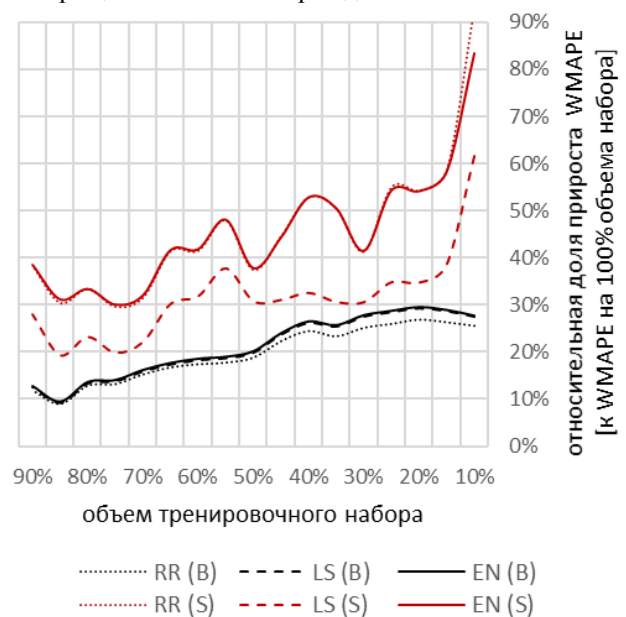 90%
80%
70%
60%
50%
40%
30%
20%
10%
0%
относительная доля прироста WMAPE
[к WMAPE на 100% объема набора]
90% 80% 70% 60% 50% 40% 30% 20% 10%
объем тренировочного набора
RR (B) LS (B) EN (B)
RR (S) LS (S) EN (S)